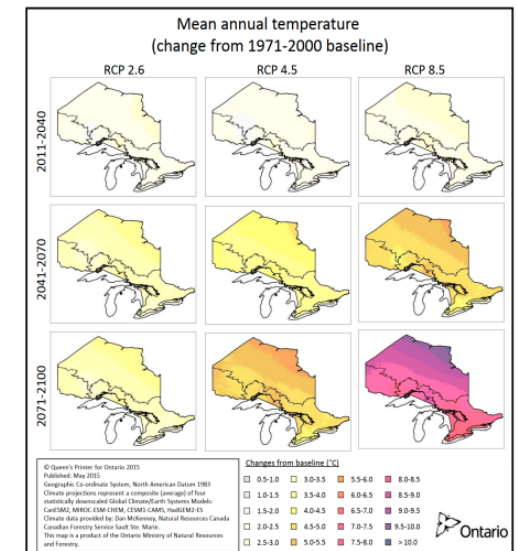 Mean annual temperature
(change from 1971-2000 baseline)
RCP 2.6 RCP 4.5 RCP 8.5
2011-2040
2041-2070
2071-2100
© Queen's Printer for Ontario 2015
Published: May 2015
Geographic Co-ordinate System, North American Datum 1983
Climate projections represent a composite (average) of four
statistically downscaled Global Climate/Earth Systems Models:
CanESM2, MIROC-ESM-CHEM, CESM1-CAM5, HadGEM2-ES
Climate data provided by: Dan McKenney, Natural Resources Canada
Canadian Forestry Service Sault Ste. Marie.
This map is a product of the Ontario Ministry of Natural Resources
and Forestry.
Changes from baseline (°C)
0.5-1.0 3.0-3.5 5.5-6.0 8.0-8.5
1.0-1.5 3.5-4.0 6.0-6.5 8.5-9.0
1.5-2.0 4.0-4.5 6.5-7.0 9.0-9.5
2.0-2.5 4.5-5.0 7.0-7.5 9.5-10.0
2.5-3.0 5.0-5.5 7.5-8.0 > 10.0
Ontario